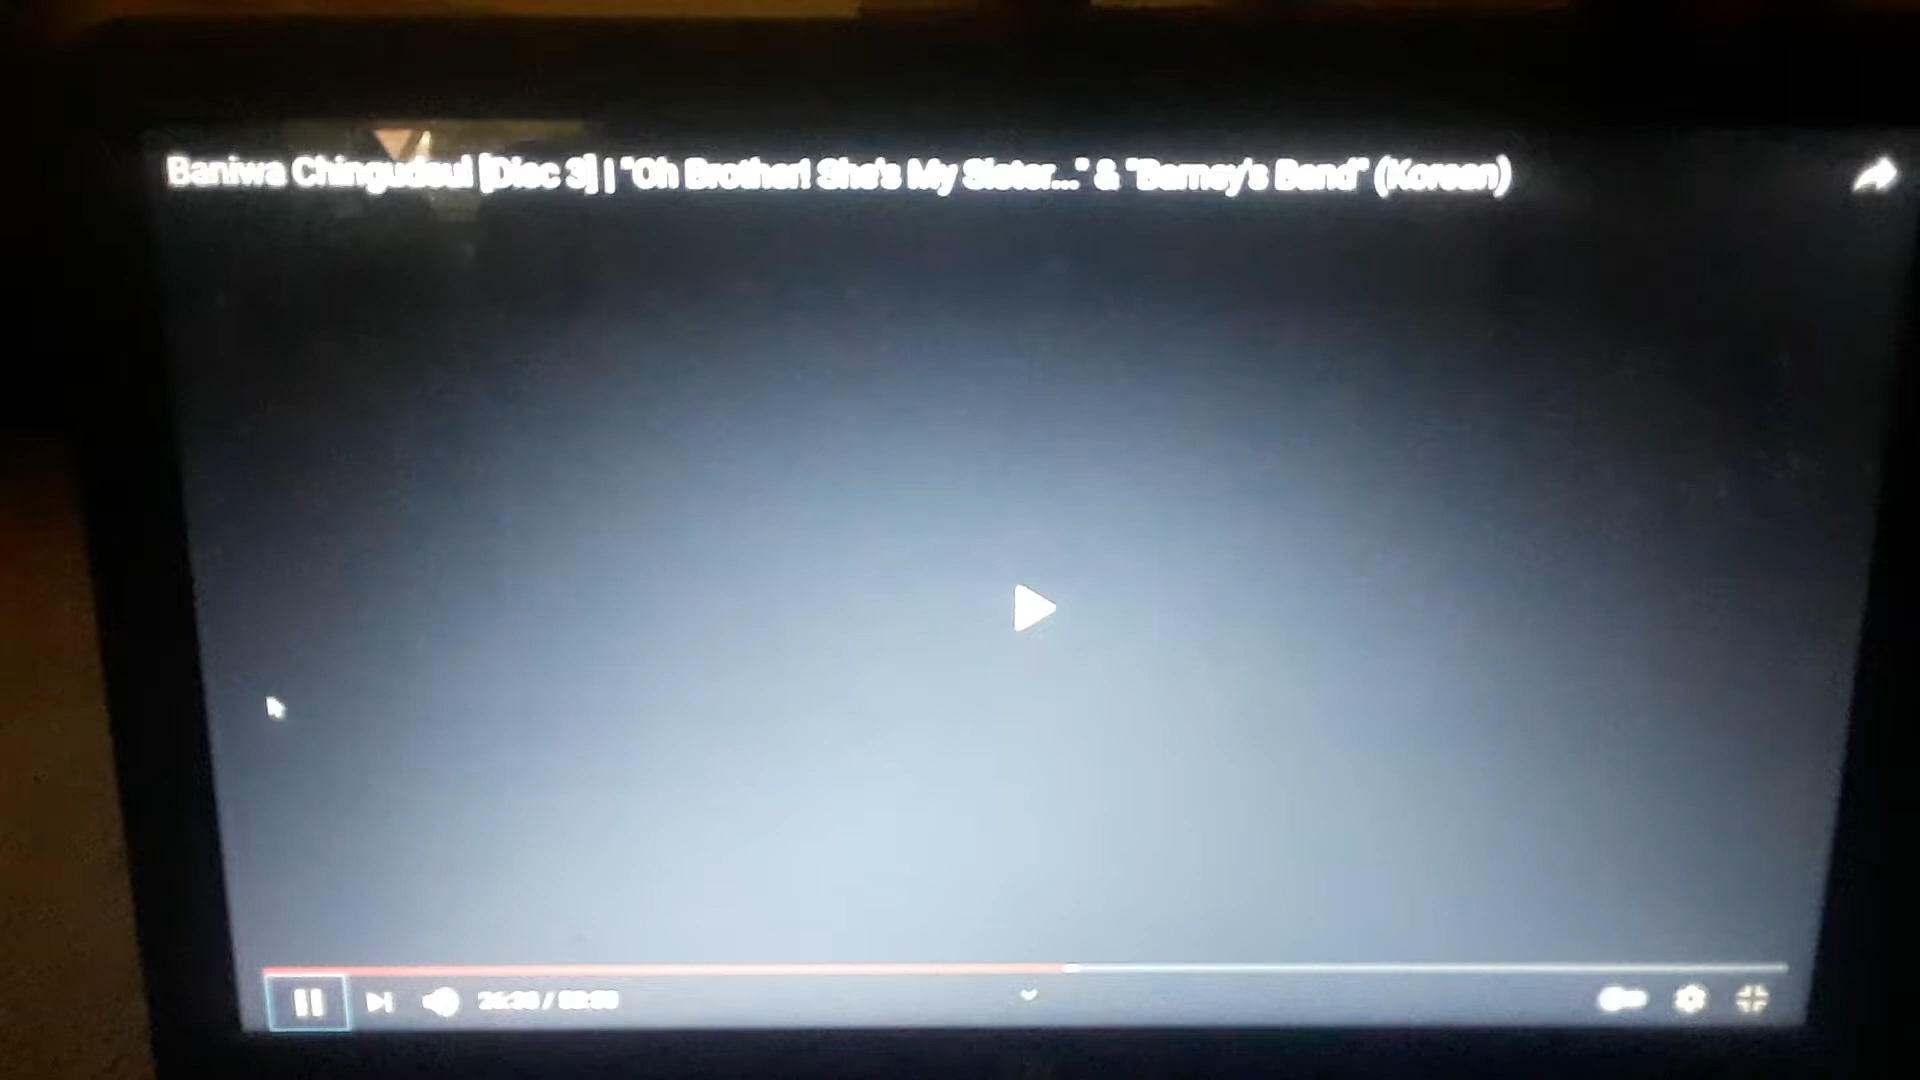 Baniwa Chingudeul [Disc 3] | "Oh Brother! She's My Sister..." & "Barney's Band" (Korean)